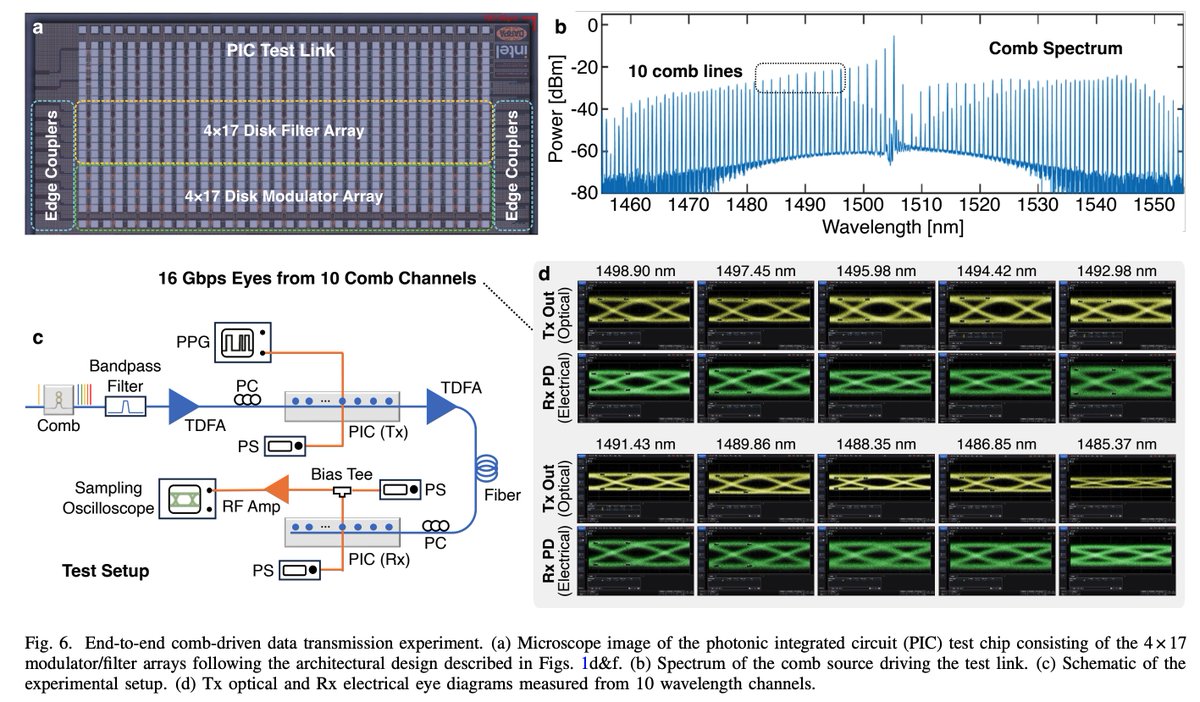 a
PIC Test Link
DARPA
intel
4×17 Disk Filter Array
4×17 Disk Modulator Array
Edge Couplers
Edge Couplers
b
Comb Spectrum
10 comb lines
Power [dBm]
0
-20
-40
-60
-80
1460 1470 1480 1490 1500 1510 1520 1530 1540 1550
Wavelength [nm]
16 Gbps Eyes from 10 Comb Channels
c
PPG
Bandpass
Filter
Comb
TDFA
PC
PS
PIC (Tx)
TDFA
Fiber
Sampling
Oscilloscope
RF Amp
Bias Tee
PS
PC
PIC (Rx)
PS
Test Setup
d
1498.90 nm 1497.45 nm 1495.98 nm 1494.42 nm 1492.98 nm
Tx Out
(Optical)
Rx PD
(Electrical)
1491.43 nm 1489.86 nm 1488.35 nm 1486.85 nm 1485.37 nm
Tx Out
(Optical)
Rx PD
(Electrical)
Fig. 6. End-to-end comb-driven data transmission experiment. (a) Microscope image of the photonic integrated circuit (PIC) test chip consisting of the 4×17
modulator/filter arrays following the architectural design described in Figs. 1d&f. (b) Spectrum of the comb source driving the test link. (c) Schematic of the
experimental setup. (d) Tx optical and Rx electrical eye diagrams measured from 10 wavelength channels.